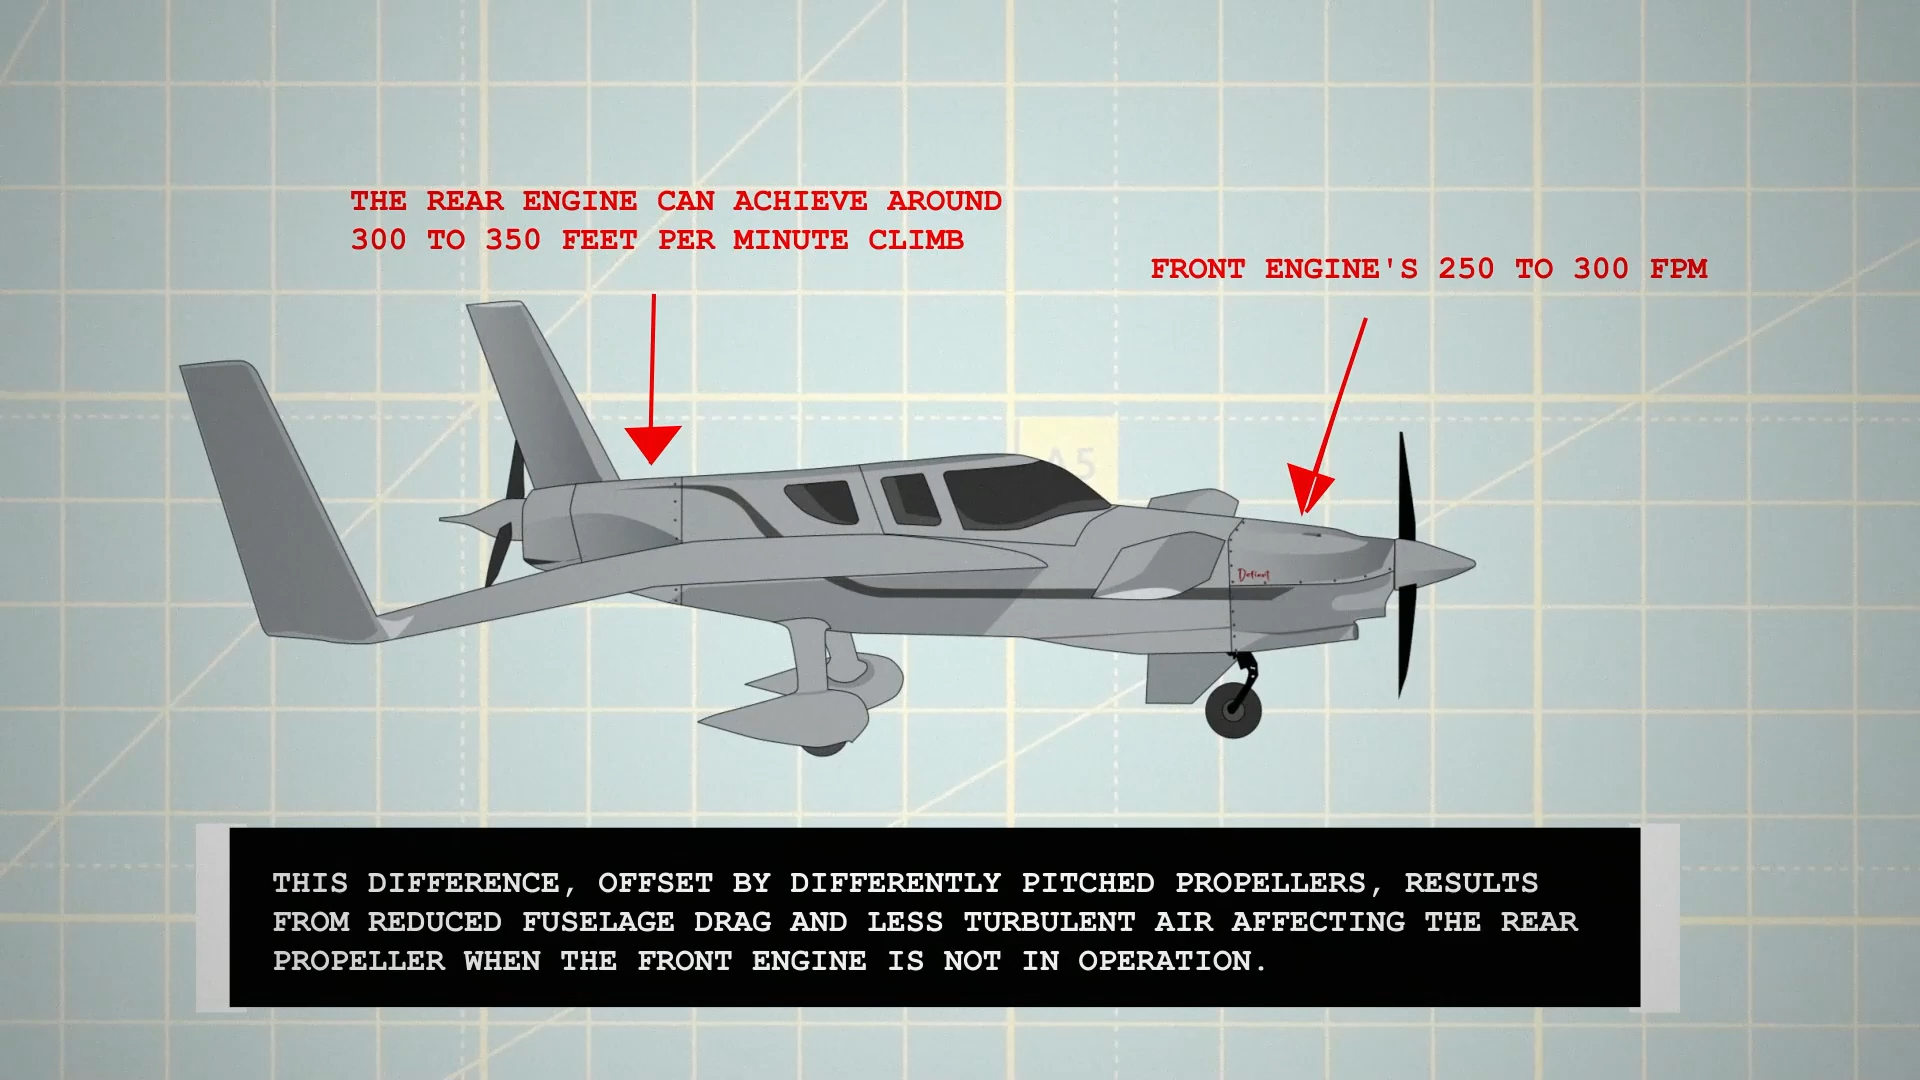 THE REAR ENGINE CAN ACHIEVE AROUND
300 TO 350 FEET PER MINUTE CLIMB
FRONT ENGINE'S 250 TO 300 FPM
A5
Defiant
THIS DIFFERENCE, OFFSET BY DIFFERENTLY PITCHED PROPELLERS, RESULTS
FROM REDUCED FUSELAGE DRAG AND LESS TURBULENT AIR AFFECTING THE REAR
PROPELLER WHEN THE FRONT ENGINE IS NOT IN OPERATION.